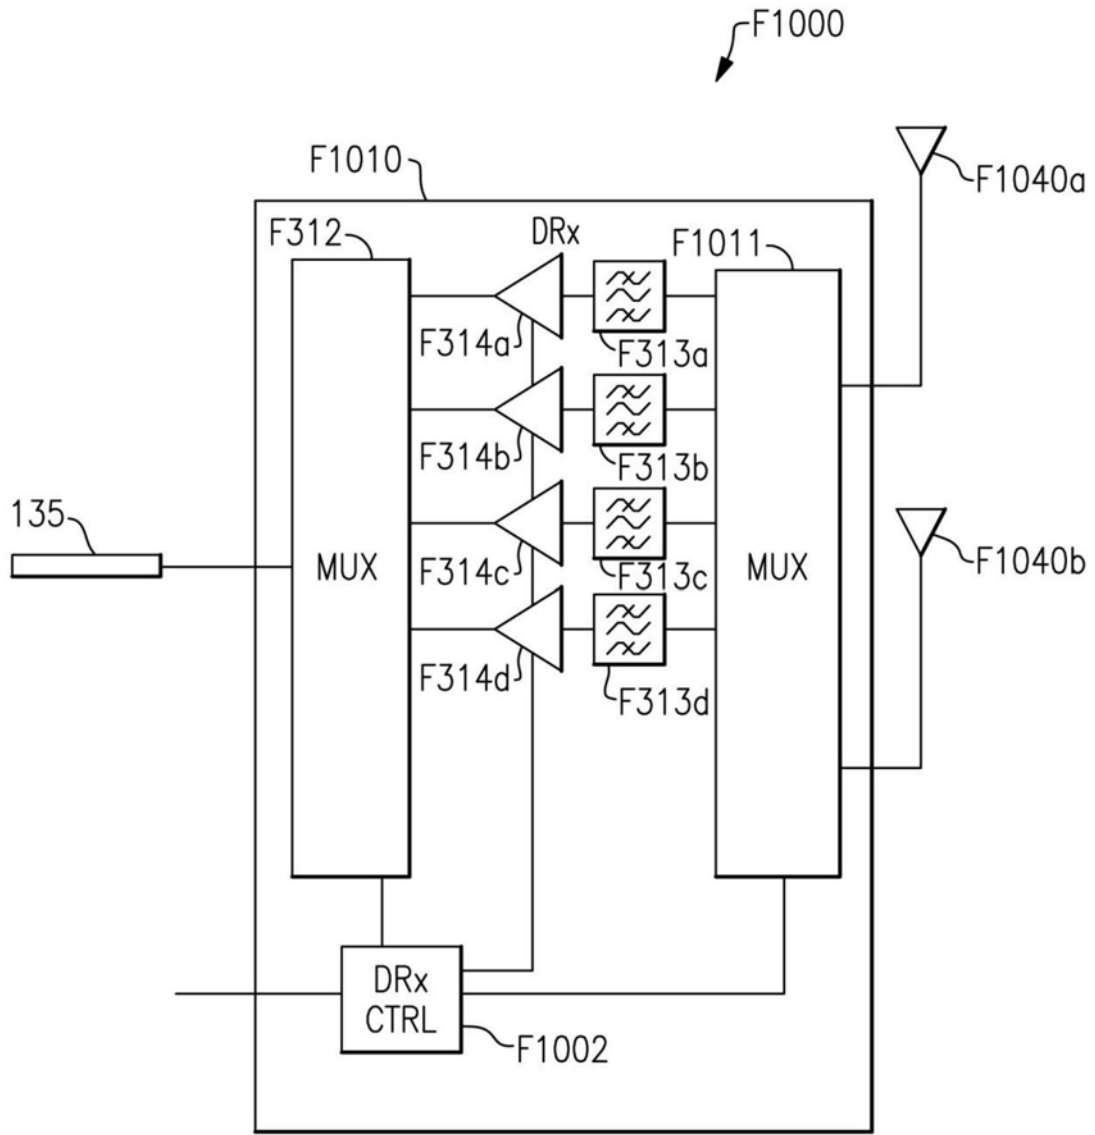 F1000
F1040a
F1010
F312
DRx
F1011
F314a
F313a
F314b
F313b
135
MUX
F314c
F313c
MUX
F1040b
F314d
F313d
DRx
CTRL
F1002